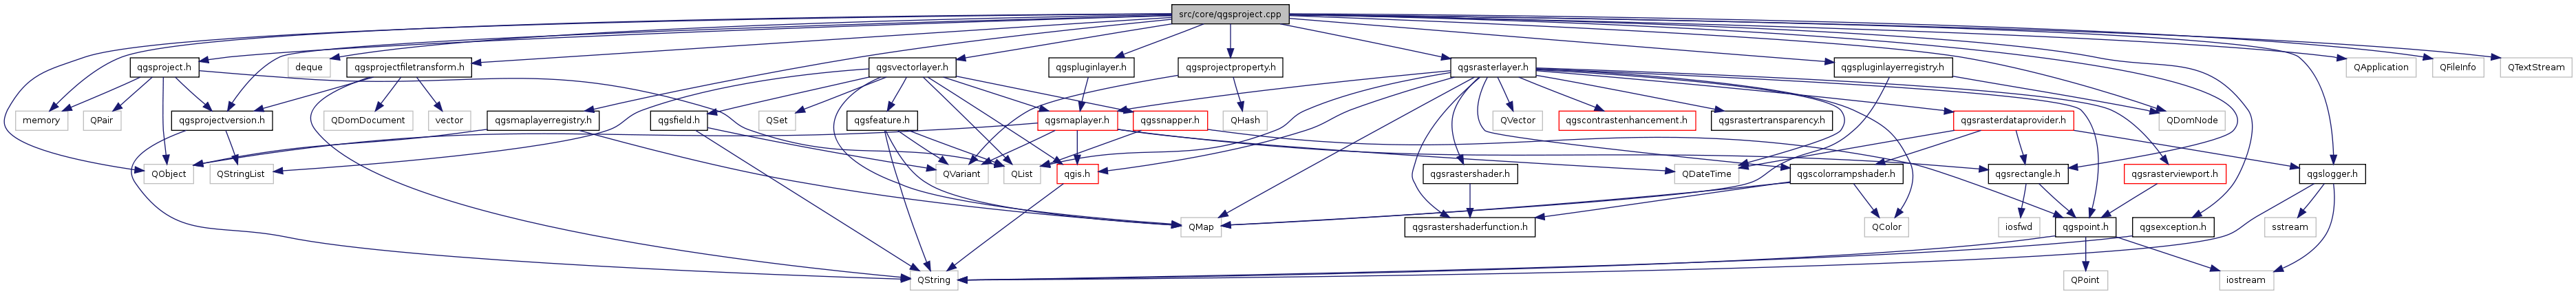 src/core/qgsproject.cpp
qgsproject.h
deque
qgsprojectfiletransform.h
qgsvectorlayer.h
qgspluginlayer.h
qgsprojectproperty.h
qgsrasterlayer.h
qgspluginlayerregistry.h
QApplication
QFileInfo
QTextStream
memory
QPair
qgsprojectversion.h
QDomDocument
vector
qgsmaplayerregistry.h
qgsfield.h
QSet
qgsfeature.h
qgsmaplayer.h
qgssnapper.h
QHash
QVector
qgscontrastenhancement.h
qgsrastertransparency.h
qgsrasterdataprovider.h
QDomNode
QObject
QStringList
QVariant
QList
qgis.h
qgsrastershader.h
QDateTime
qgscolorrampshader.h
qgsrectangle.h
qgsrasterviewport.h
qgslogger.h
QMap
qgsrastershaderfunction.h
QColor
iosfwd
qgspoint.h
qgsexception.h
sstream
QString
QPoint
iostream